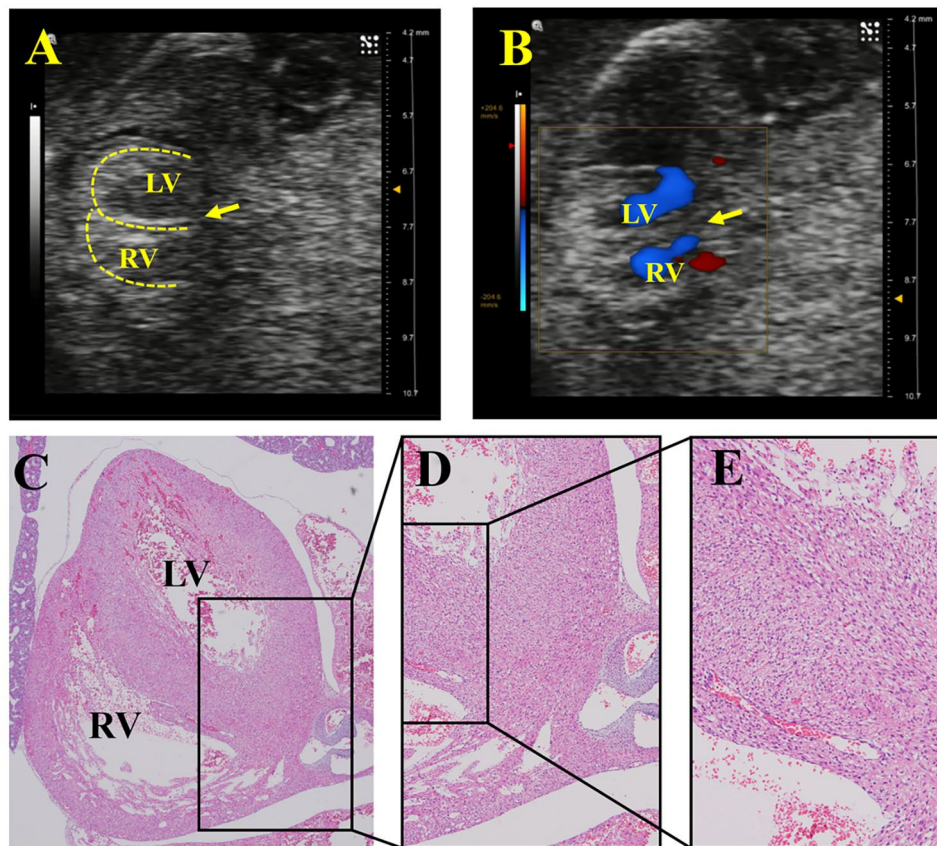 A
LV
RV
4.2 mm
4.7
5.7
6.7
7.7
8.7
9.7
10.7
B
+204.6
mm/s
-204.6
mm/s
LV
RV
4.2 mm
4.7
5.7
6.7
7.7
8.7
9.7
10.7
C
LV
RV
D
E